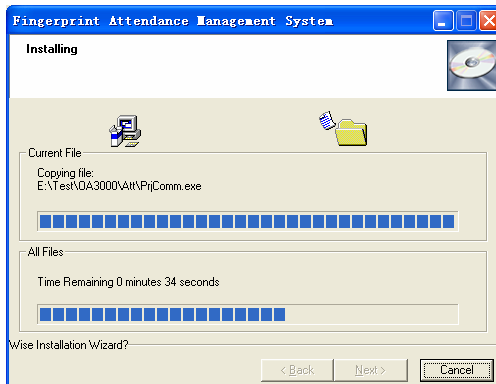 Fingerprint Attendance Management System
Installing
Current File
Copying file:
E:\Test\OA3000\Att\PrjComm.exe
All Files
Time Remaining 0 minutes 34 seconds
Wise Installation Wizard?
< Back
Next >
Cancel